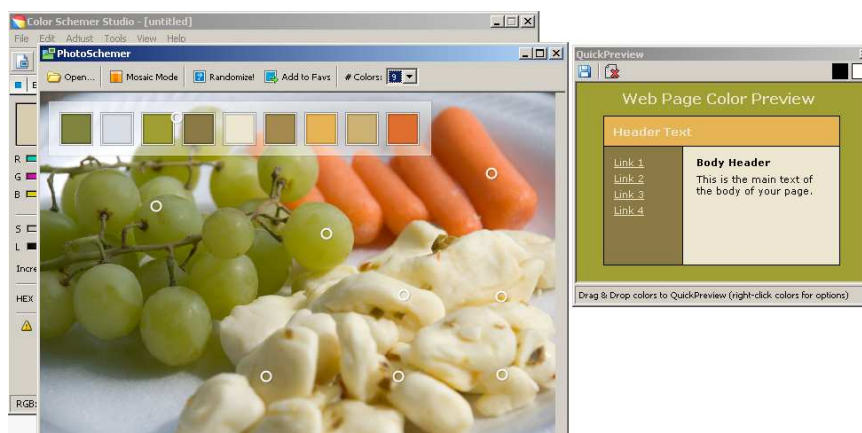 Color Schemer Studio - [untitled]
File Edit Adjust Tools View Help
PhotoSchemer
Open... Mosaic Mode Randomize! Add to Favs # Colors: 9
R
G
B
S
L
Incre
HEX
RGB:
QuickPreview
Web Page Color Preview
Header Text
Link 1
Link 2
Link 3
Link 4
Body Header
This is the main text of
the body of your page.
Drag & Drop colors to QuickPreview (right-click colors for options)